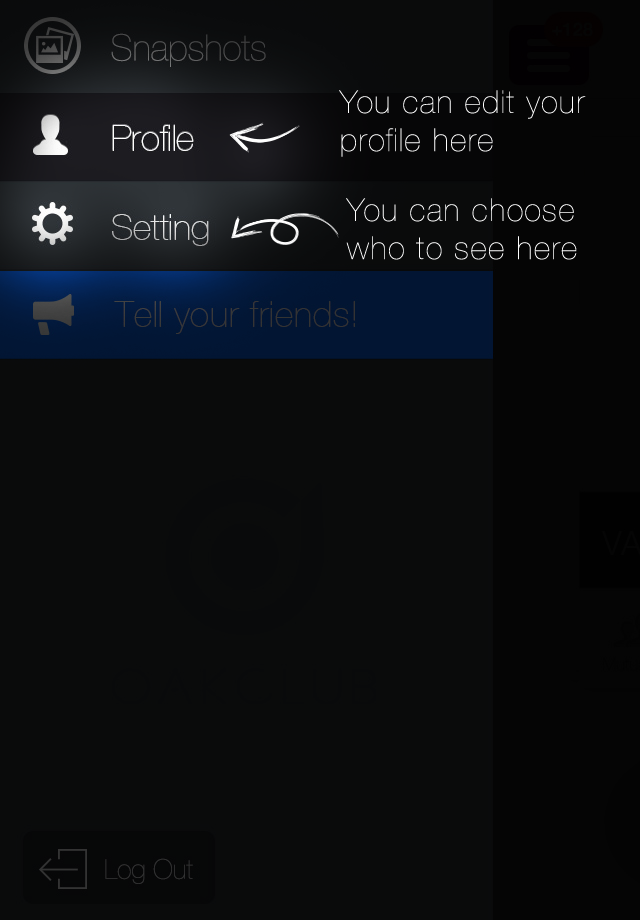 Snapshots
You can edit your
Profile
profile here
You can choose
Setting
who to see here
Tell your friends!
Log Out